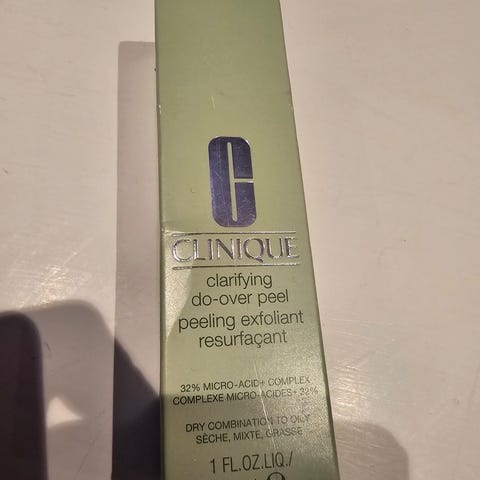 C
CLINIQUE
clarifying
do-over peel
peeling exfoliant
resurfaçant
32% MICRO-ACID+ COMPLEX
COMPLEXE MICRO-ACIDES+ 32%
DRY COMBINATION TO OILY
SÈCHE, MIXTE, GRASSE
1 FL.OZ.LIQ./